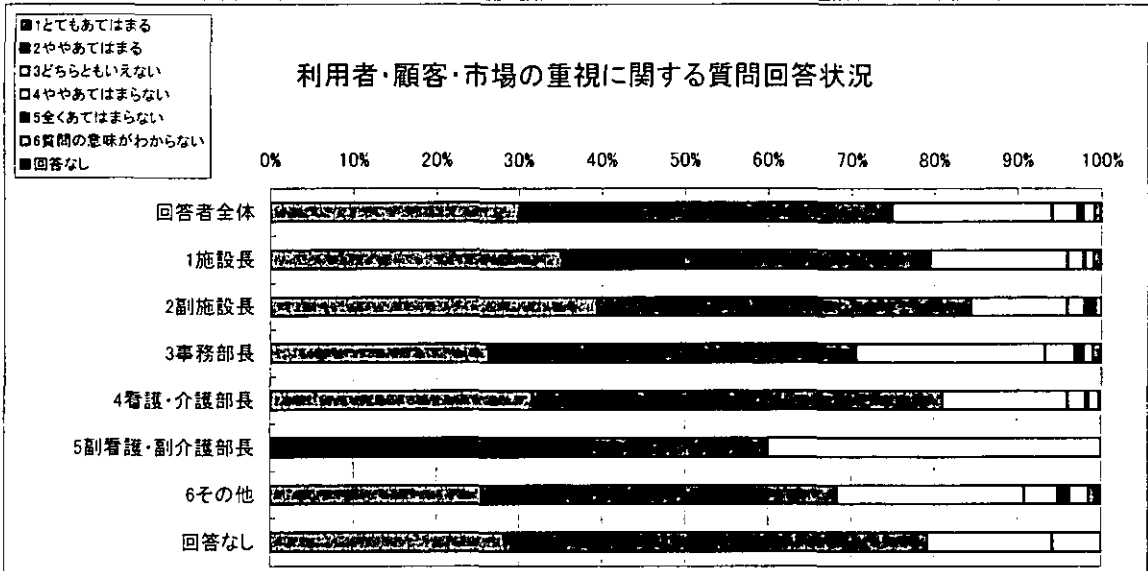 ■1とてもあてはまる
■2ややあてはまる
□3どちらともいえない
□4ややあてはまらない
■5全くあてはまらない
□6質問の意味がわからない
■回答なし
利用者・顧客・市場の重視に関する質問回答状況
0% 10% 20% 30% 40% 50% 60% 70% 80% 90% 100%
回答者全体
1施設長
2副施設長
3事務部長
4看護・介護部長
5副看護・副介護部長
6その他
回答なし